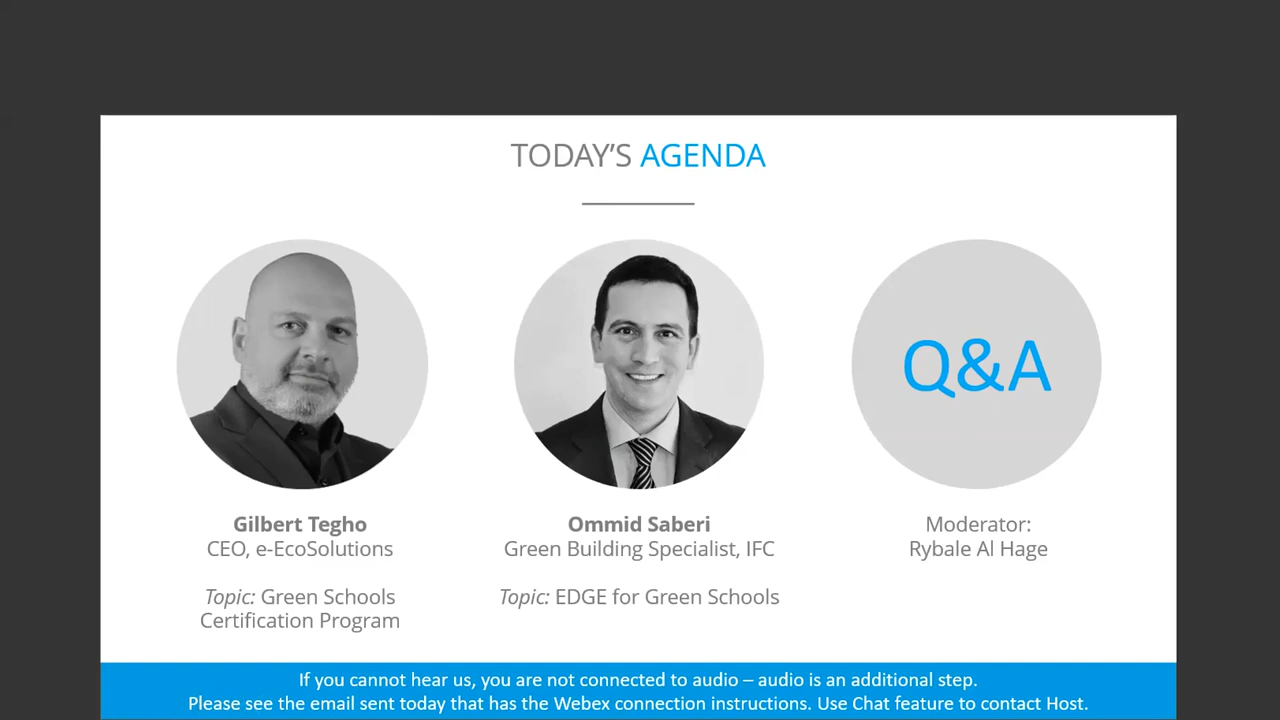 TODAY'S AGENDA
Q&A
Gilbert Tegho
CEO, e-EcoSolutions
Topic: Green Schools
Certification Program
Ommid Saberi
Green Building Specialist, IFC
Topic: EDGE for Green Schools
Moderator:
Rybale Al Hage
If you cannot hear us, you are not connected to audio – audio is an additional step.
Please see the email sent today that has the Webex connection instructions. Use Chat feature to contact Host.